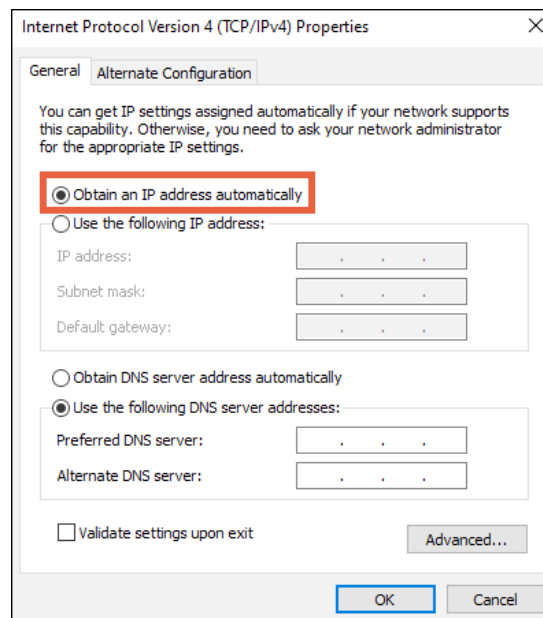 Internet Protocol Version 4 (TCP/IPv4) Properties
General
Alternate Configuration
You can get IP settings assigned automatically if your network supports
this capability. Otherwise, you need to ask your network administrator
for the appropriate IP settings.
Obtain an IP address automatically
Use the following IP address:
IP address:
Subnet mask:
Default gateway:
Obtain DNS server address automatically
Use the following DNS server addresses:
Preferred DNS server:
Alternate DNS server:
Validate settings upon exit
Advanced...
OK
Cancel